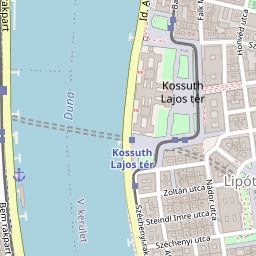 rakpart
Id. A
Falk M
Honvéd utca
Kossuth
Lajos tér
Duna
Kossuth
Lajos tér
Lipót
Zoltán utca
Nádor utca
Steindl Imre utca
Széchenyi utca
Széchenyi rak
V. kerület
Bem rakpart